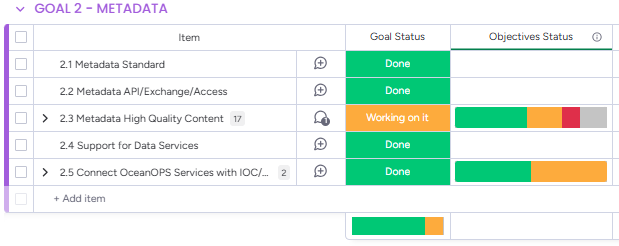 GOAL 2 - METADATA
Item Goal Status Objectives Status
2.1 Metadata Standard Done
2.2 Metadata API/Exchange/Access Done
2.3 Metadata High Quality Content 17 1 Working on it
2.4 Support for Data Services Done
2.5 Connect OceanOPS Services with IOC/... 2 Done
+ Add item